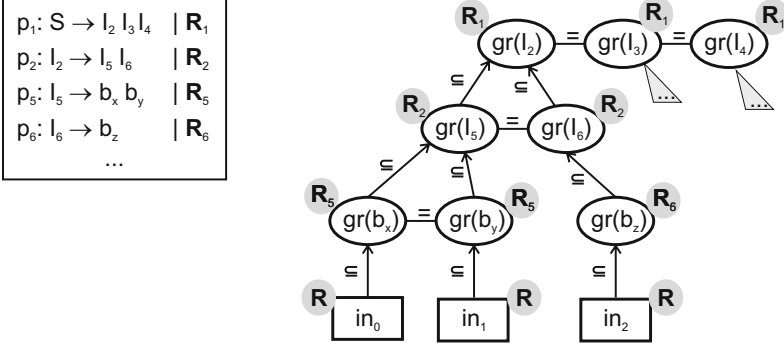 p₁: S → I₂ I₃ I₄ | R₁
p₂: I₂ → I₅ I₆ | R₂
p₅: I₅ → bₓ b_y | R₅
p₆: I₆ → b_z | R₆
...
R₁ R₁ R₁
gr(I₂) = gr(I₃) = gr(I₄)
⊆ ⊆ ... ...
R₂ R₂
gr(I₅) = gr(I₆)
⊆ ⊆ ⊆
R₅ R₅ R₆
gr(bₓ) = gr(b_y) gr(b_z)
⊆ ⊆ ⊆
R R R
in₀ in₁ in₂